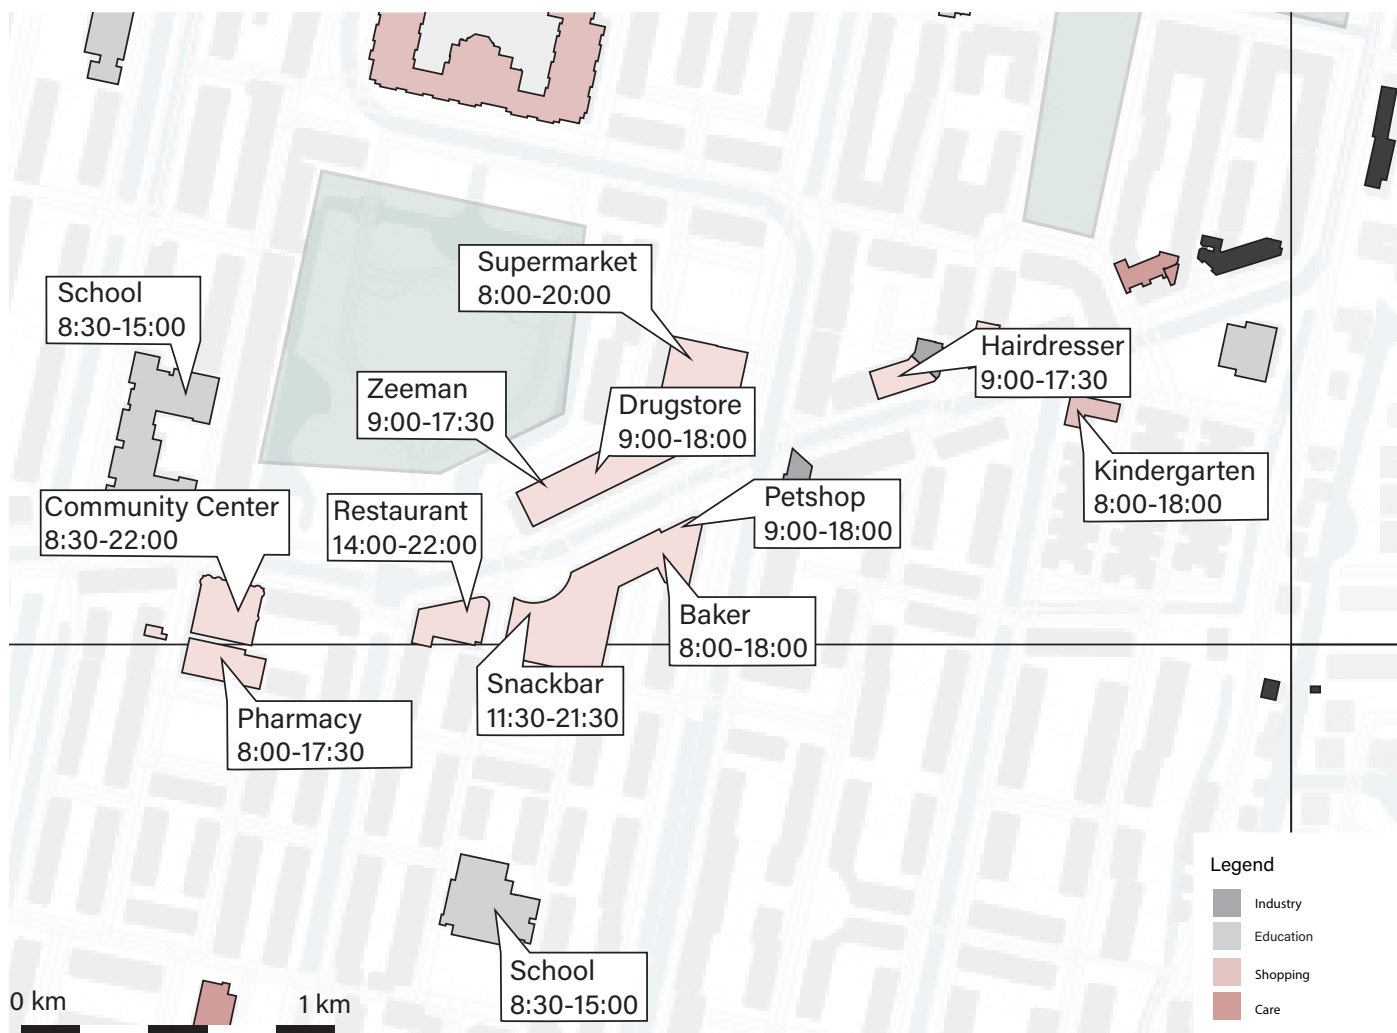 Supermarket
8:00-20:00
School
8:30-15:00
Hairdresser
9:00-17:30
Zeeman
9:00-17:30
Drugstore
9:00-18:00
Kindergarten
8:00-18:00
Petshop
9:00-18:00
Community Center
8:30-22:00
Restaurant
14:00-22:00
Baker
8:00-18:00
Snackbar
11:30-21:30
Pharmacy
8:00-17:30
School
8:30-15:00
Legend
Industry
Education
Shopping
Care
0 km
1 km